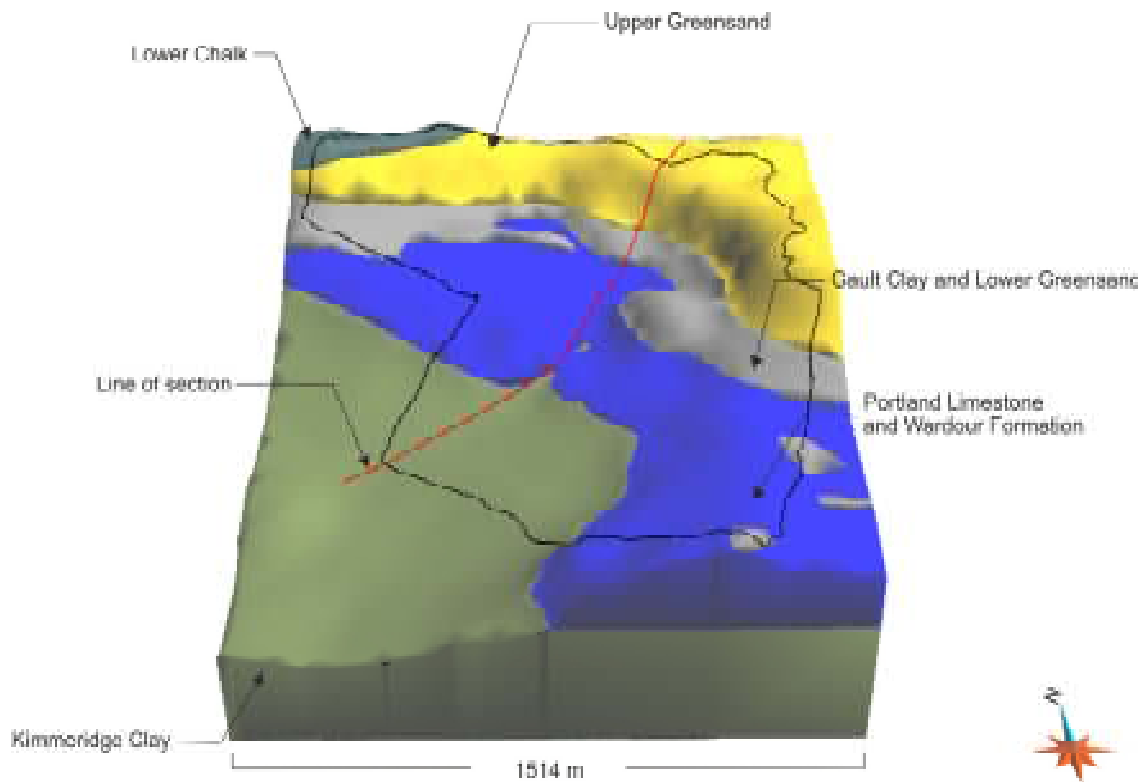 Upper Greensand
Lower Chalk
Gault Clay and Lower Greensand
Line of section
Portland Limestone
and Wardour Formation
Kimmeridge Clay
N
1514 m